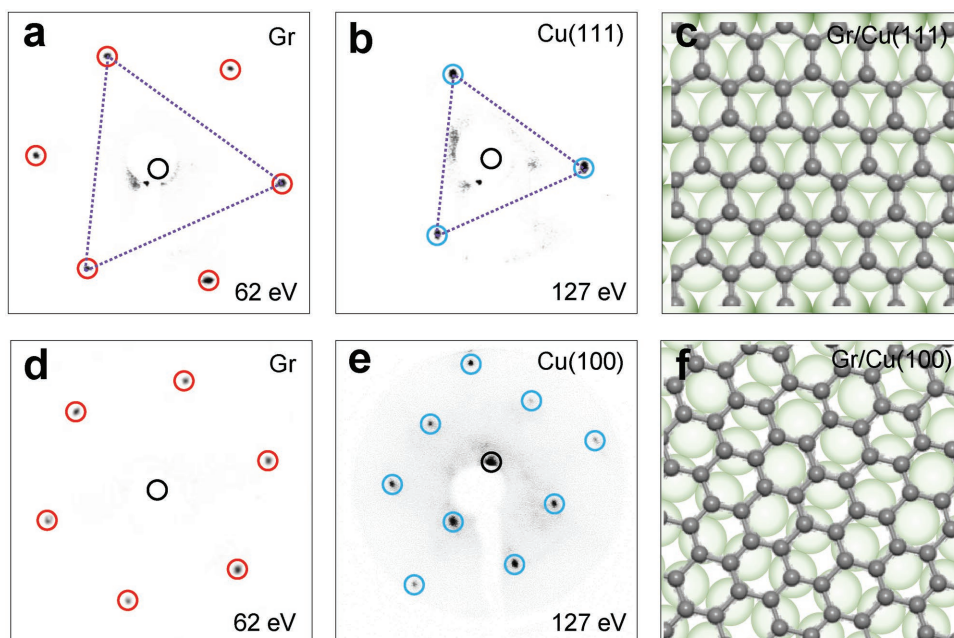 a
Gr
62 eV
b
Cu(111)
127 eV
c
Gr/Cu(111)
d
Gr
62 eV
e
Cu(100)
127 eV
f
Gr/Cu(100)